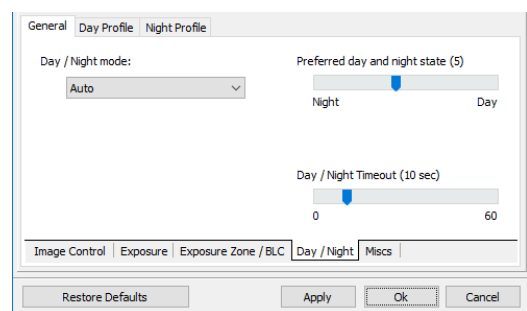 General Day Profile Night Profile
Day / Night mode: Preferred day and night state (5)
Auto
Night Day
Day / Night Timeout (10 sec)
0 60
Image Control Exposure Exposure Zone / BLC Day / Night Miscs
Restore Defaults Apply Ok Cancel